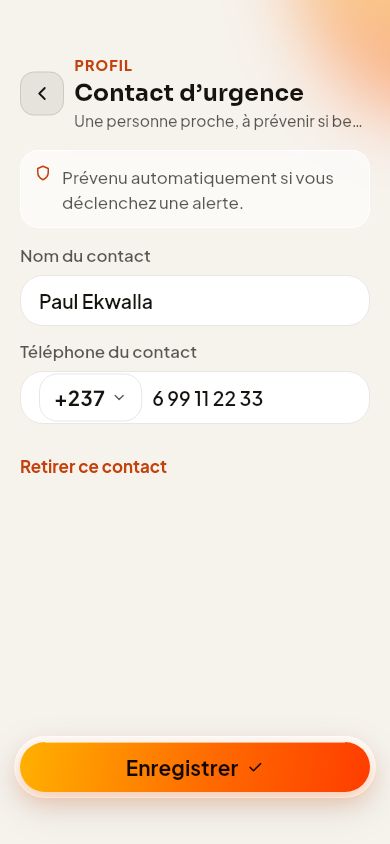 PROFIL
Contact d’urgence
Une personne proche, à prévenir si be…
Prévenu automatiquement si vous
déclenchez une alerte.
Nom du contact
Paul Ekwalla
Téléphone du contact
+237 6 99 11 22 33
Retirer ce contact
Enregistrer